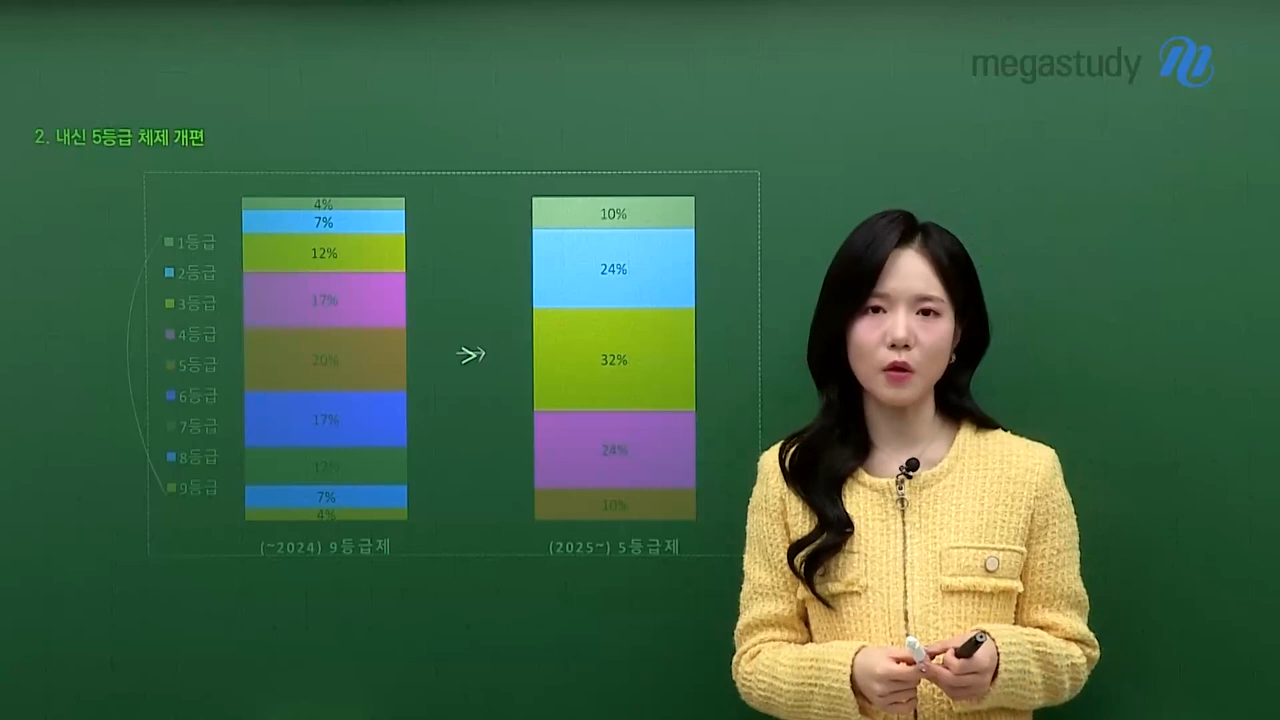 megastudy
2. 내신 5등급 체제 개편
1등급
2등급
3등급
4등급
5등급
6등급
7등급
8등급
9등급
4%
7%
12%
17%
20%
17%
12%
7%
4%
(~2024) 9등급제
10%
24%
32%
24%
10%
(2025~) 5등급제